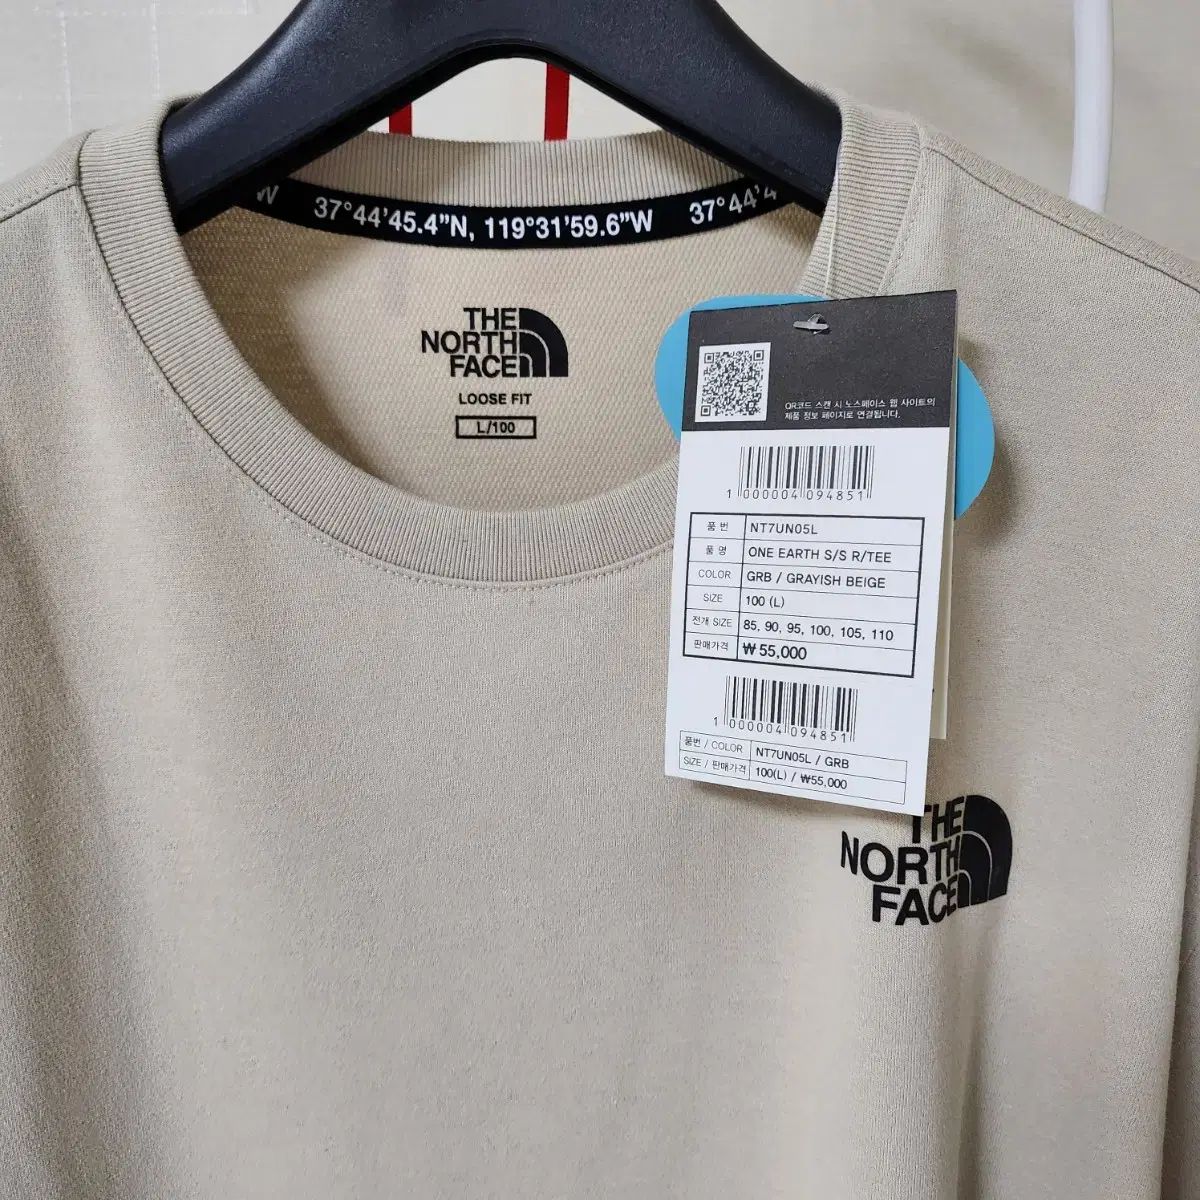 W 37°44'45.4"N, 119°31'59.6"W 37°44'4
THE
NORTH
FACE
LOOSE FIT
L/100
QR코드 스캔 시 노스페이스 웹 사이트의
제품 정보 페이지로 연결됩니다.
1 000004 094851
품 번 NT7UN05L
품 명 ONE EARTH S/S R/TEE
COLOR GRB / GRAYISH BEIGE
SIZE 100 (L)
전개 SIZE 85, 90, 95, 100, 105, 110
판매가격 ₩ 55,000
1 000004 094851
품번 / COLOR NT7UN05L / GRB
SIZE / 판매가격 100(L) / ₩55,000
THE
NORTH
FACE